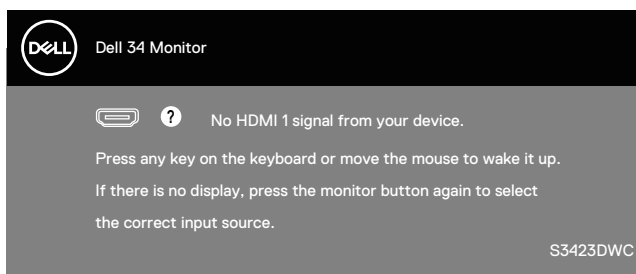 DELL
Dell 34 Monitor
? No HDMI 1 signal from your device.
Press any key on the keyboard or move the mouse to wake it up.
If there is no display, press the monitor button again to select
the correct input source.
S3423DWC